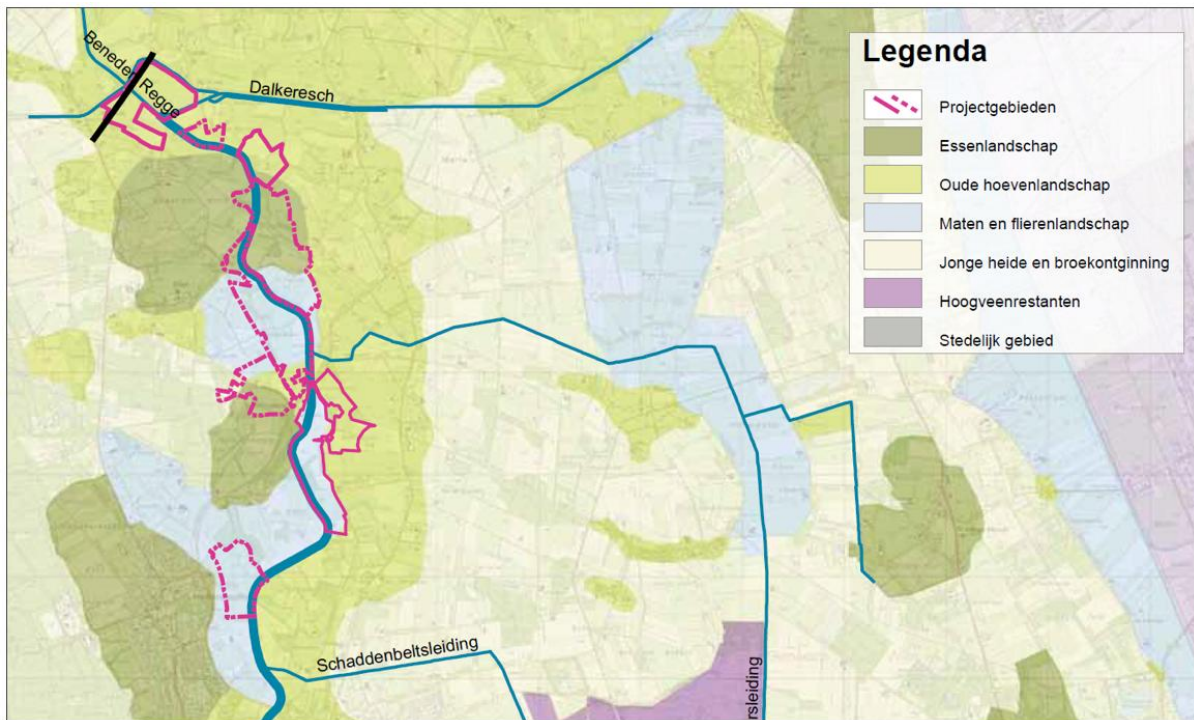 Beneden Regge
Dalkeresch
Schaddenbeltsleiding
rsleiding
Legenda
Projectgebieden
Essenlandschap
Oude hoevenlandschap
Maten en flierenlandschap
Jonge heide en broekontginning
Hoogveenrestanten
Stedelijk gebied